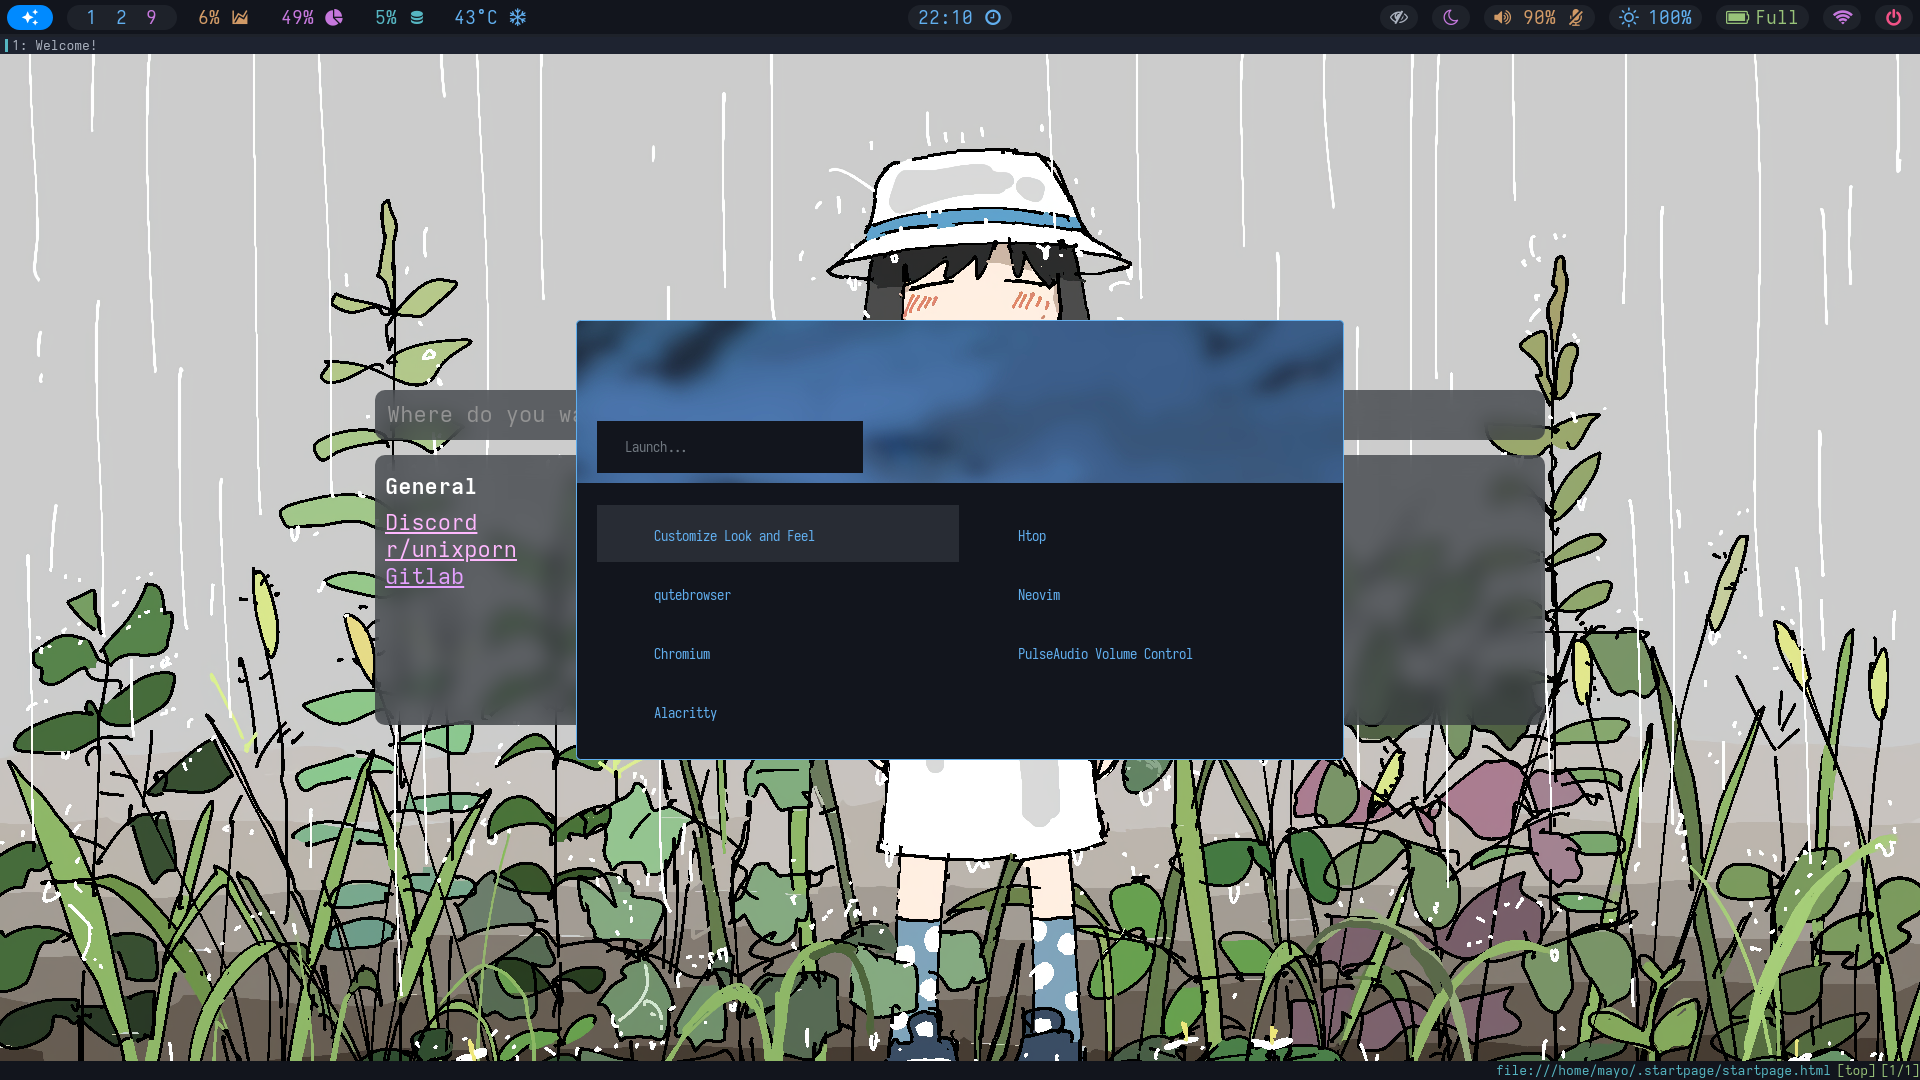 1 2 9 6% 49% 5% 43°C 22:10 90% 100% Full
1: Welcome!
Where do you wa
Launch...
General
Discord
r/unixporn
Gitlab
Customize Look and Feel
Htop
qutebrowser
Neovim
Chromium
PulseAudio Volume Control
Alacritty
file:///home/mayo/.startpage/startpage.html [top] [1/1]